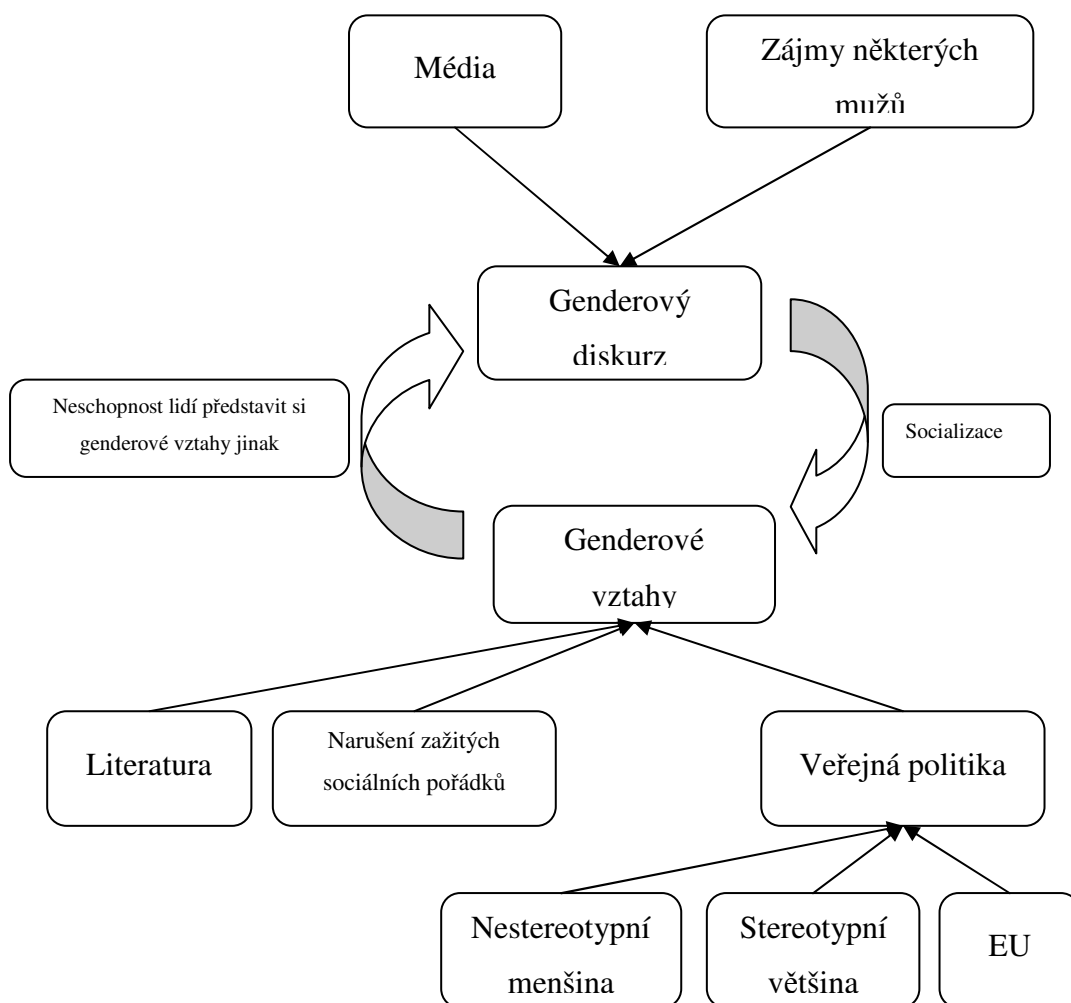 Média
Zájmy některých
mužů
Genderový
diskurz
Neschopnost lidí představit si
genderové vztahy jinak
Socializace
Genderové
vztahy
Literatura
Narušení zažitých
sociálních pořádků
Veřejná politika
Nestereotypní
menšina
Stereotypní
většina
EU